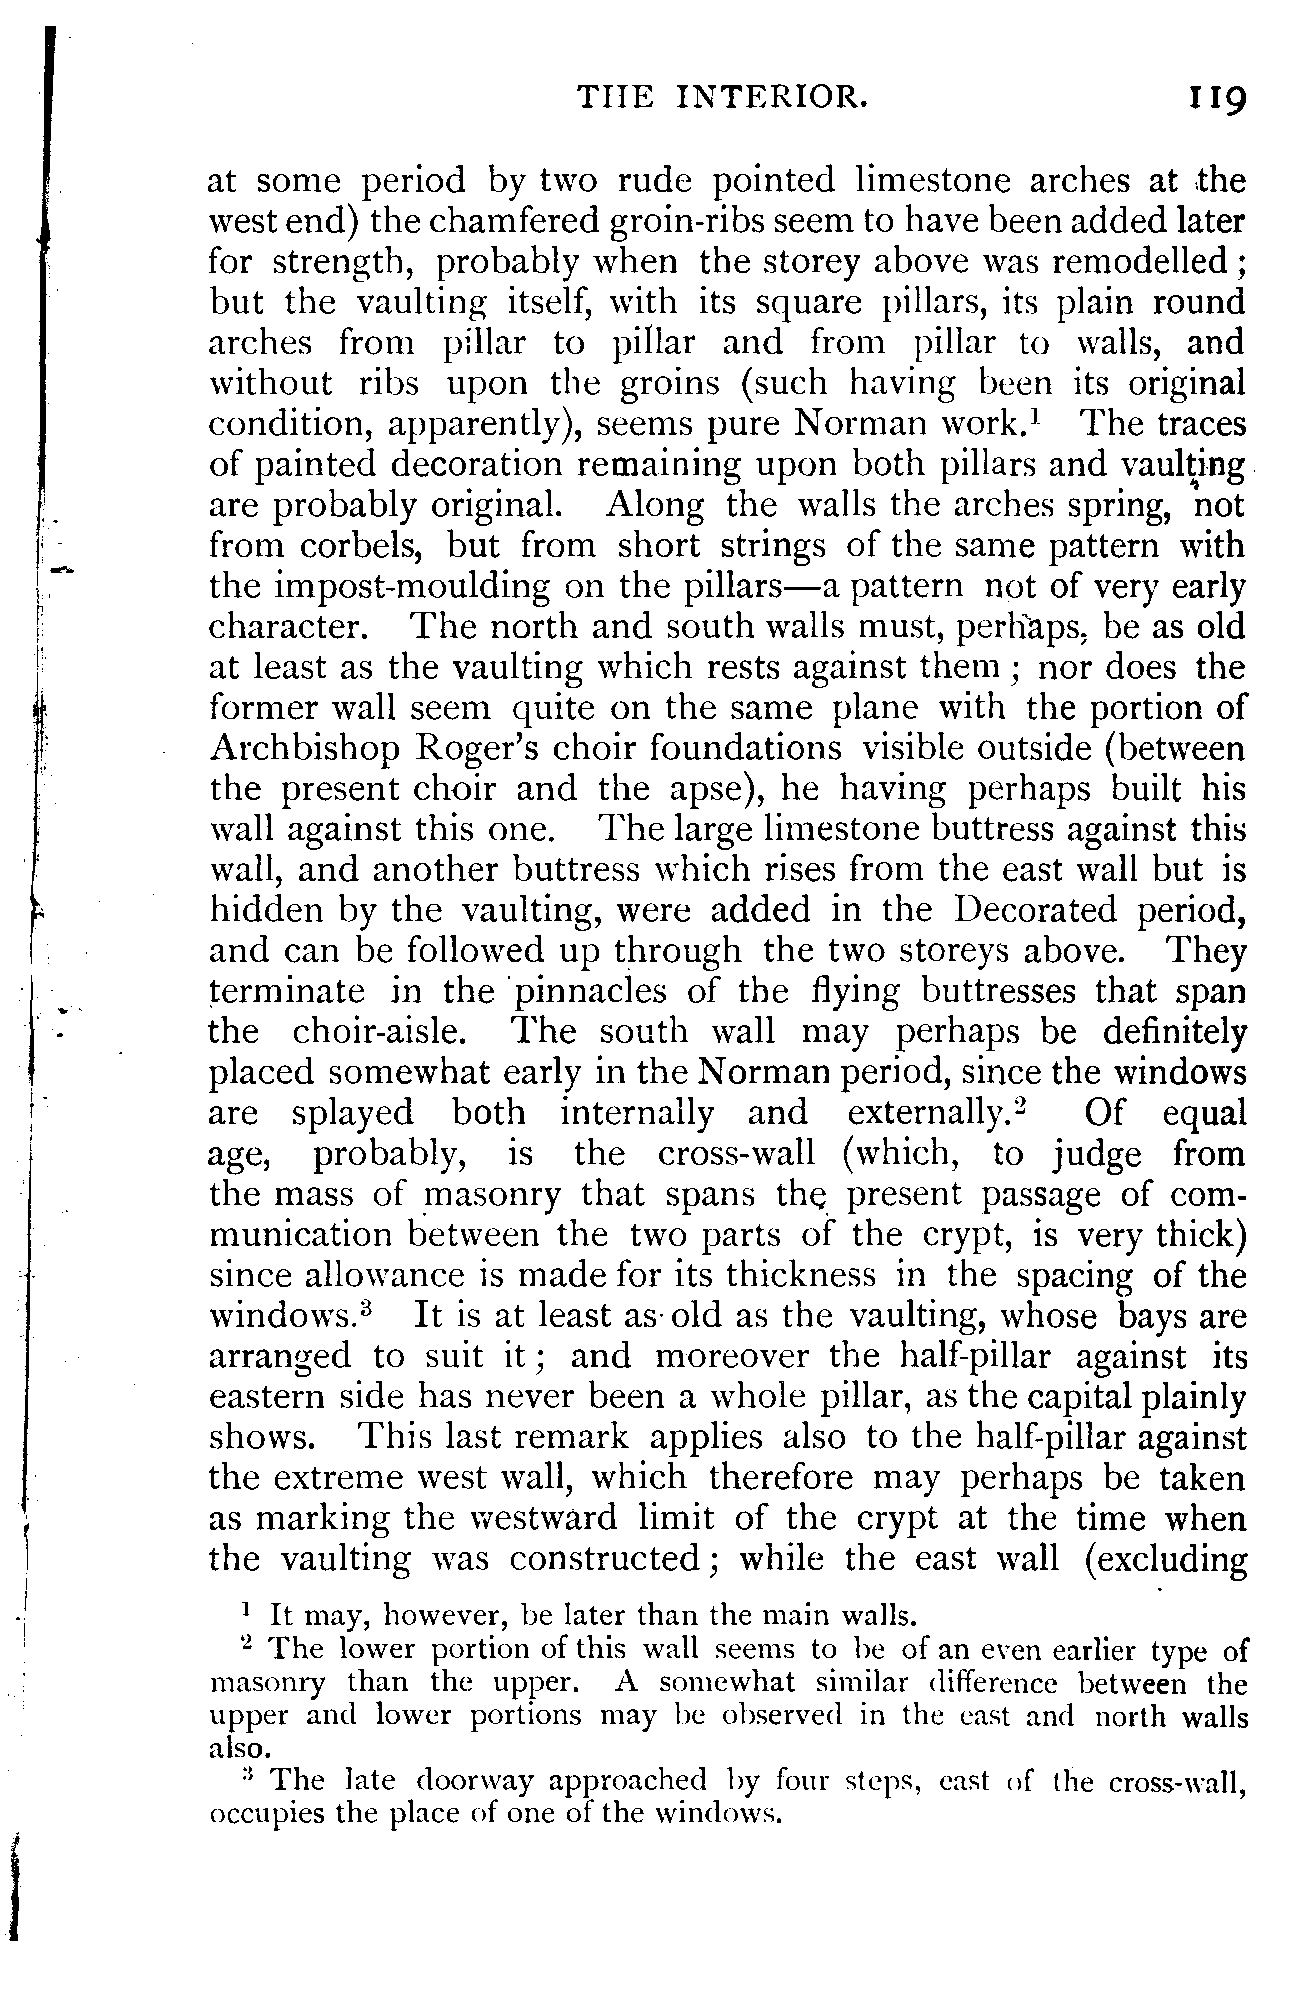 THE INTERIOR. 119
at some period by two rude pointed limestone arches at the
west end) the chamfered groin-ribs seem to have been added later
for strength, probably when the storey above was remodelled;
but the vaulting itself, with its square pillars, its plain round
arches from pillar to pillar and from pillar to walls, and
without ribs upon the groins (such having been its original
condition, apparently), seems pure Norman work.¹ The traces
of painted decoration remaining upon both pillars and vaulting
are probably original. Along the walls the arches spring, not
from corbels, but from short strings of the same pattern with
the impost-moulding on the pillars—a pattern not of very early
character. The north and south walls must, perhaps, be as old
at least as the vaulting which rests against them; nor does the
former wall seem quite on the same plane with the portion of
Archbishop Roger's choir foundations visible outside (between
the present choir and the apse), he having perhaps built his
wall against this one. The large limestone buttress against this
wall, and another buttress which rises from the east wall but is
hidden by the vaulting, were added in the Decorated period,
and can be followed up through the two storeys above. They
terminate in the pinnacles of the flying buttresses that span
the choir-aisle. The south wall may perhaps be definitely
placed somewhat early in the Norman period, since the windows
are splayed both internally and externally.² Of equal
age, probably, is the cross-wall (which, to judge from
the mass of masonry that spans the present passage of com-
munication between the two parts of the crypt, is very thick)
since allowance is made for its thickness in the spacing of the
windows.³ It is at least as old as the vaulting, whose bays are
arranged to suit it; and moreover the half-pillar against its
eastern side has never been a whole pillar, as the capital plainly
shows. This last remark applies also to the half-pillar against
the extreme west wall, which therefore may perhaps be taken
as marking the westward limit of the crypt at the time when
the vaulting was constructed; while the east wall (excluding
¹ It may, however, be later than the main walls.
² The lower portion of this wall seems to be of an even earlier type of
masonry than the upper. A somewhat similar difference between the
upper and lower portions may be observed in the east and north walls
also.
³ The late doorway approached by four steps, east of the cross-wall,
occupies the place of one of the windows.